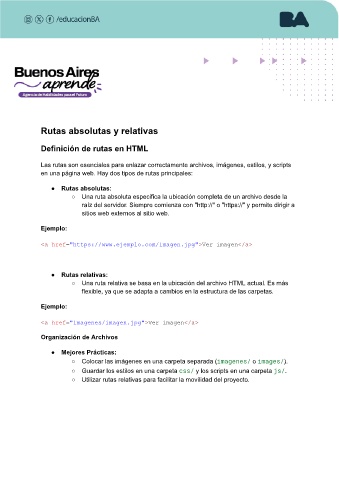 /educacionBA
BA
Buenos Aires
aprende
Agencia de Habilidades para el Futuro
Rutas absolutas y relativas
Definición de rutas en HTML
Las rutas son esenciales para enlazar correctamente archivos, imágenes, estilos, y scripts
en una página web. Hay dos tipos de rutas principales:
● Rutas absolutas:
○ Una ruta absoluta especifica la ubicación completa de un archivo desde la
raíz del servidor. Siempre comienza con "http://" o "https://" y permite dirigir a
sitios web externos al sitio web.
Ejemplo:
<a href="https://www.ejemplo.com/imagen.jpg">Ver imagen</a>
● Rutas relativas:
○ Una ruta relativa se basa en la ubicación del archivo HTML actual. Es más
flexible, ya que se adapta a cambios en la estructura de las carpetas.
Ejemplo:
<a href="imagenes/imagen.jpg">Ver imagen</a>
Organización de Archivos
● Mejores Prácticas:
○ Colocar las imágenes en una carpeta separada (imagenes/ o images/).
○ Guardar los estilos en una carpeta css/ y los scripts en una carpeta js/.
○ Utilizar rutas relativas para facilitar la movilidad del proyecto.